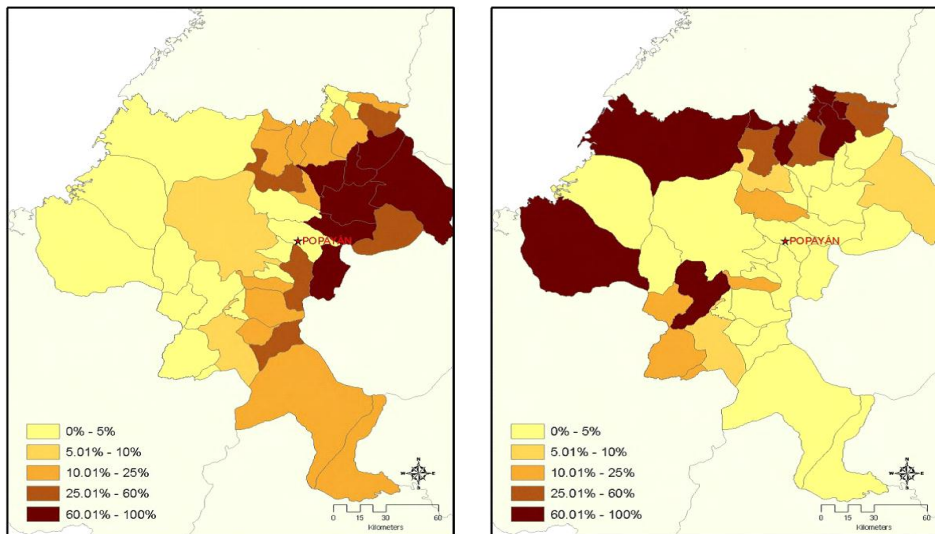 POPAYÁN
0% - 5%
5.01% - 10%
10.01% - 25%
25.01% - 60%
60.01% - 100%
N
W E
S
0 15 30 60
Kilometers
POPAYÁN
0% - 5%
5.01% - 10%
10.01% - 25%
25.01% - 60%
60.01% - 100%
N
W E
S
0 15 30 60
Kilometers